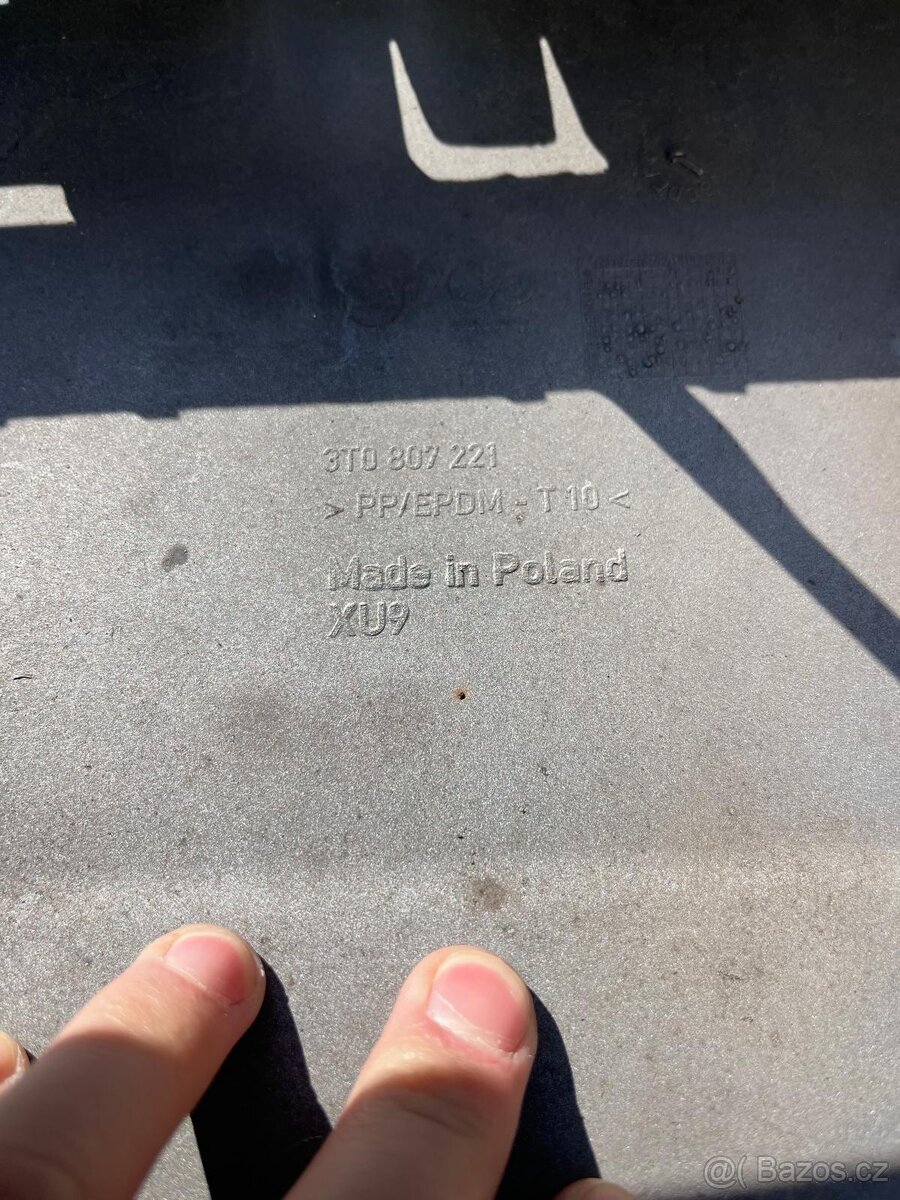 3T0 807 221
> PP/EPDM - T10 <
Made in Poland
XU9
@( Bazos.cz